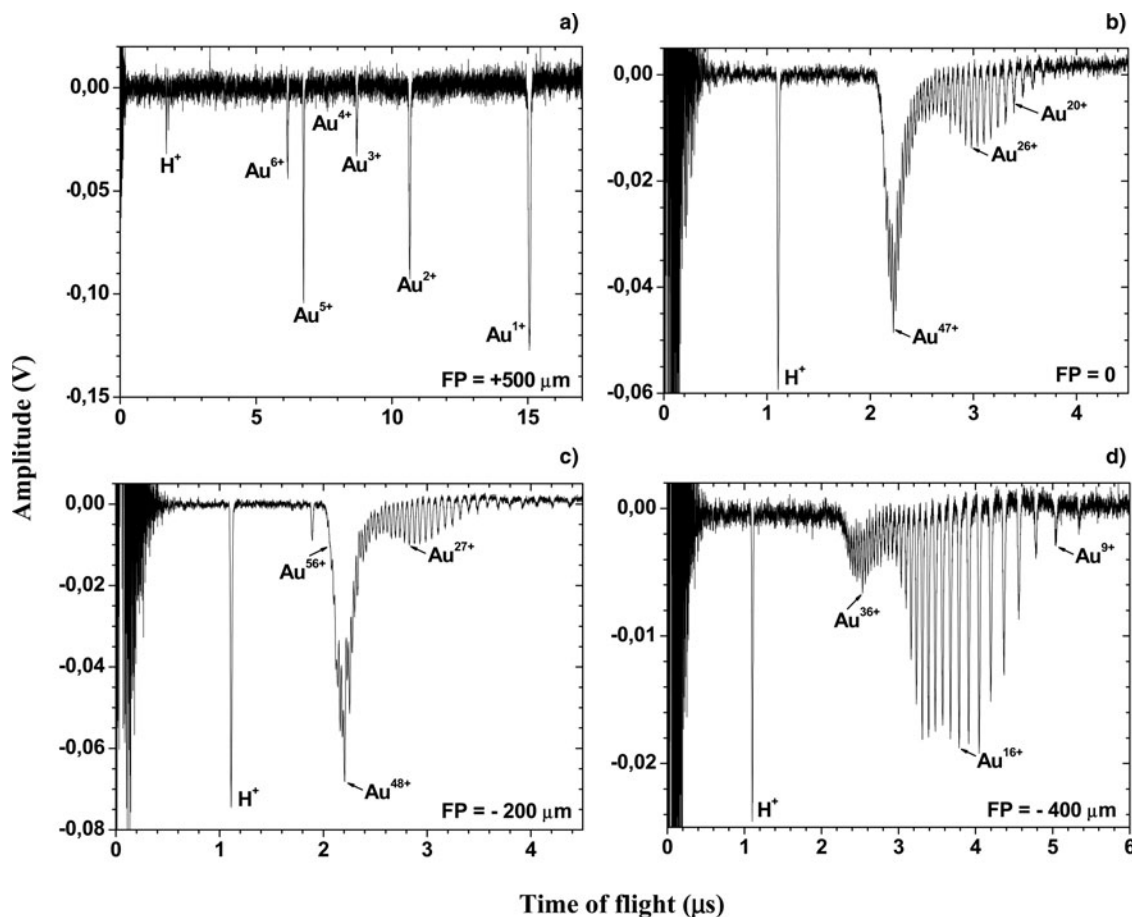 a)
0,00
-0,05
-0,10
-0,15
0 5 10 15
H+
Au6+
Au5+
Au4+
Au3+
Au2+
Au1+
FP = +500 µm
b)
0,00
-0,02
-0,04
-0,06
0 1 2 3 4
H+
Au47+
Au26+
Au20+
FP = 0
c)
0,00
-0,02
-0,04
-0,06
-0,08
0 1 2 3 4
H+
Au56+
Au48+
Au27+
FP = - 200 µm
d)
0,00
-0,01
-0,02
0 1 2 3 4 5 6
H+
Au36+
Au16+
Au9+
FP = - 400 µm
Amplitude (V)
Time of flight (µs)